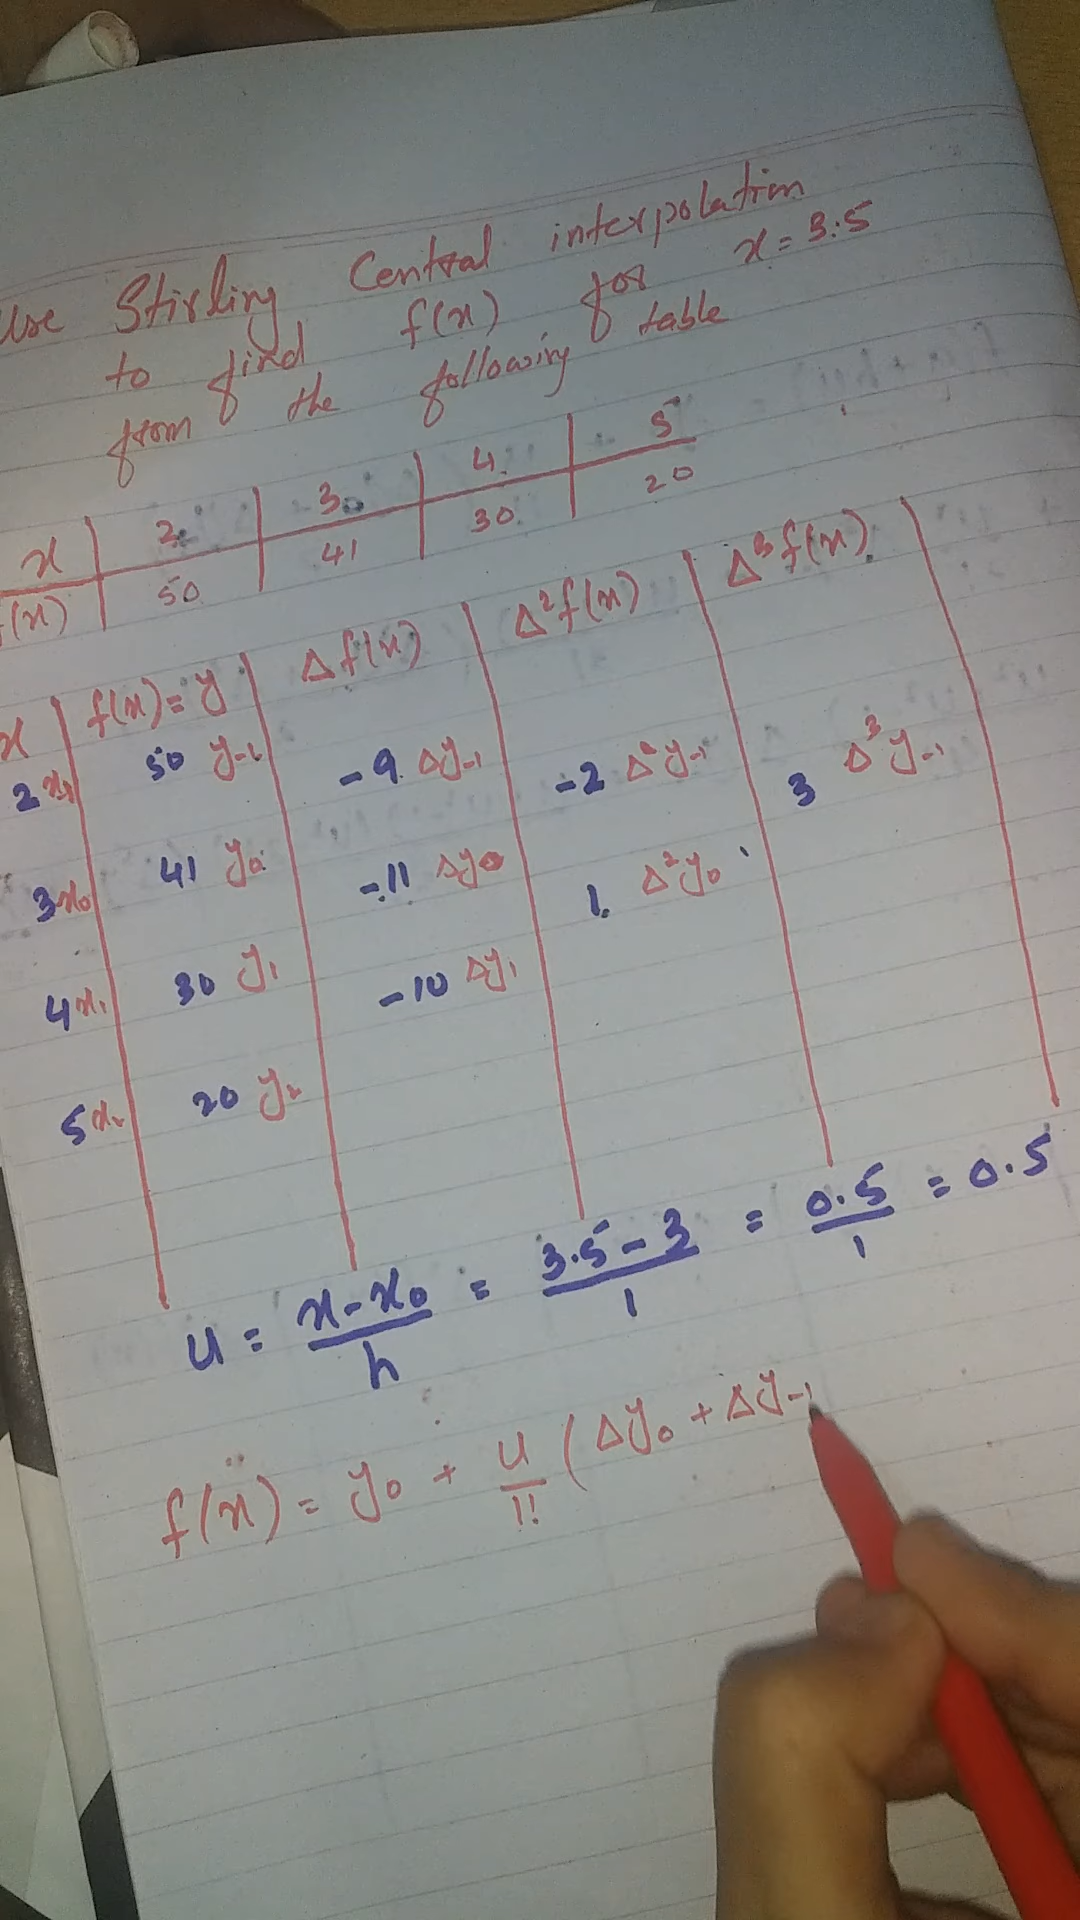 Use Stirling Central interpolation
to find f(x) for x = 3.5
from the following table
x | 2 | 3 | 4 | 5
f(x) | 50 | 41 | 30 | 20
x | f(x) = y | Δf(x) | Δ²f(x) | Δ³f(x)
2 x₋₁ | 50 y₋₁ | -9 Δy₋₁ | -2 Δ²y₋₁ | 3 Δ³y₋₁
3 x₀ | 41 y₀ | -11 Δy₀ | 1 Δ²y₀
4 x₁ | 30 y₁ | -10 Δy₁
5 x₂ | 20 y₂
u = (x - x₀)/h = (3.5 - 3)/1 = 0.5/1 = 0.5
f(x) = y₀ + u/1! (Δy₀ + Δy₋₁